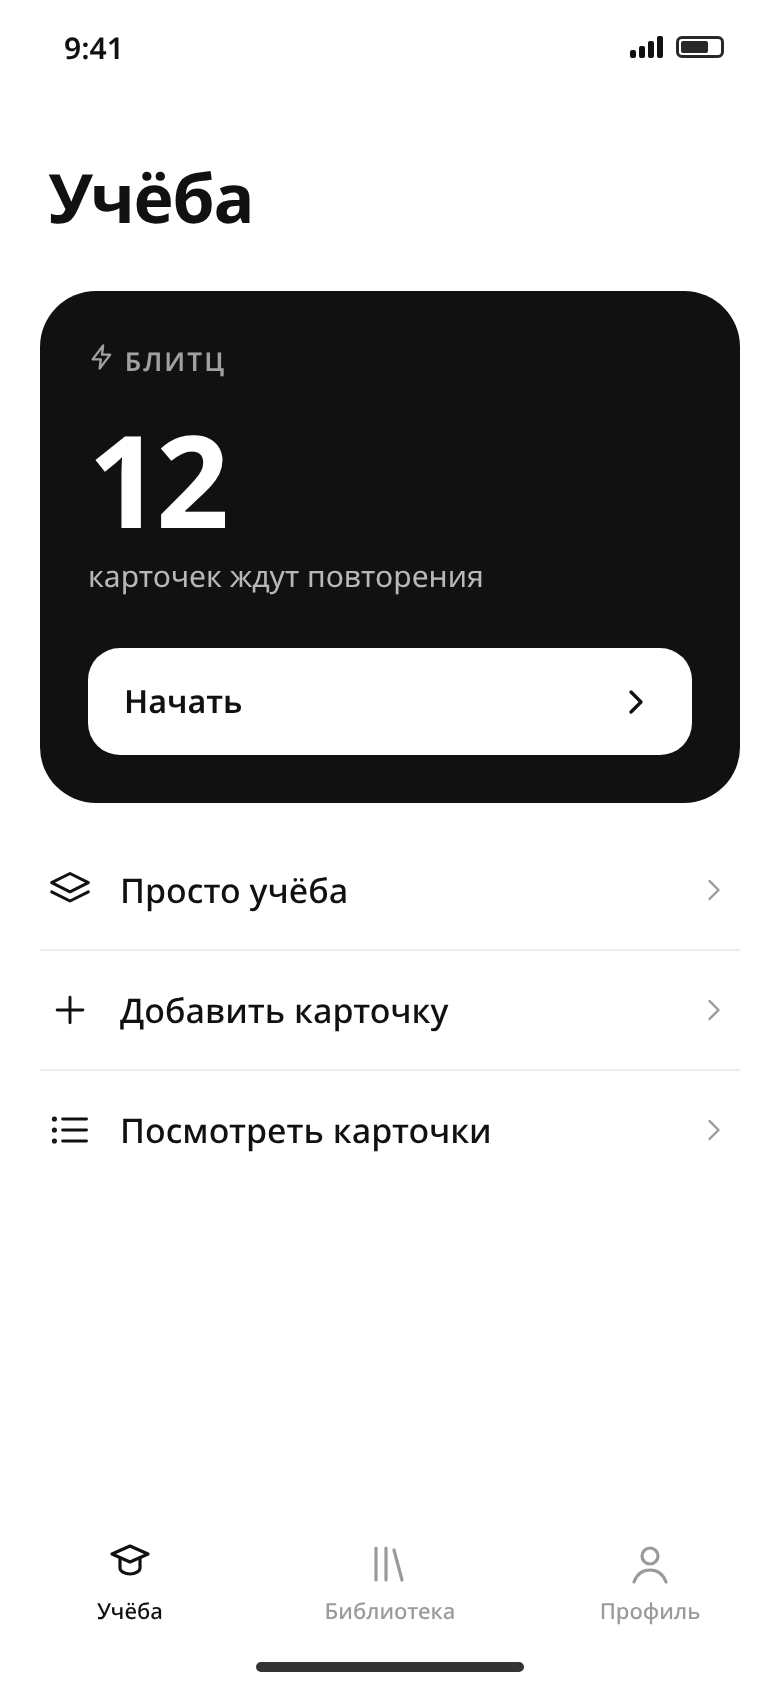 9:41
Учёба
БЛИТЦ
12
карточек ждут повторения
Начать
Просто учёба
Добавить карточку
Посмотреть карточки
Учёба
Библиотека
Профиль